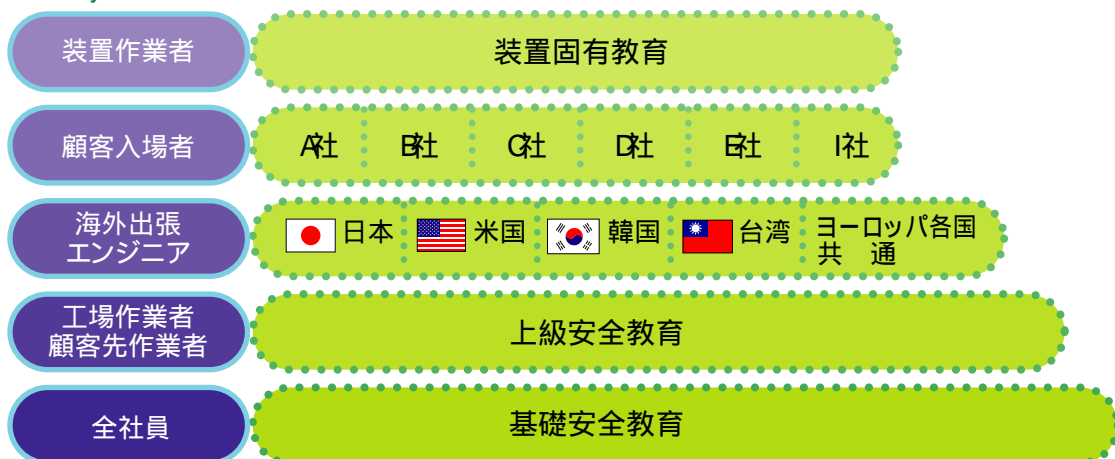 装置作業者
装置固有教育
顧客入場者
A社 B社 C社 D社 E社 I社
海外出張
エンジニア
日本 米国 韓国 台湾 ヨーロッパ各国
共 通
工場作業者
顧客先作業者
上級安全教育
全社員
基礎安全教育